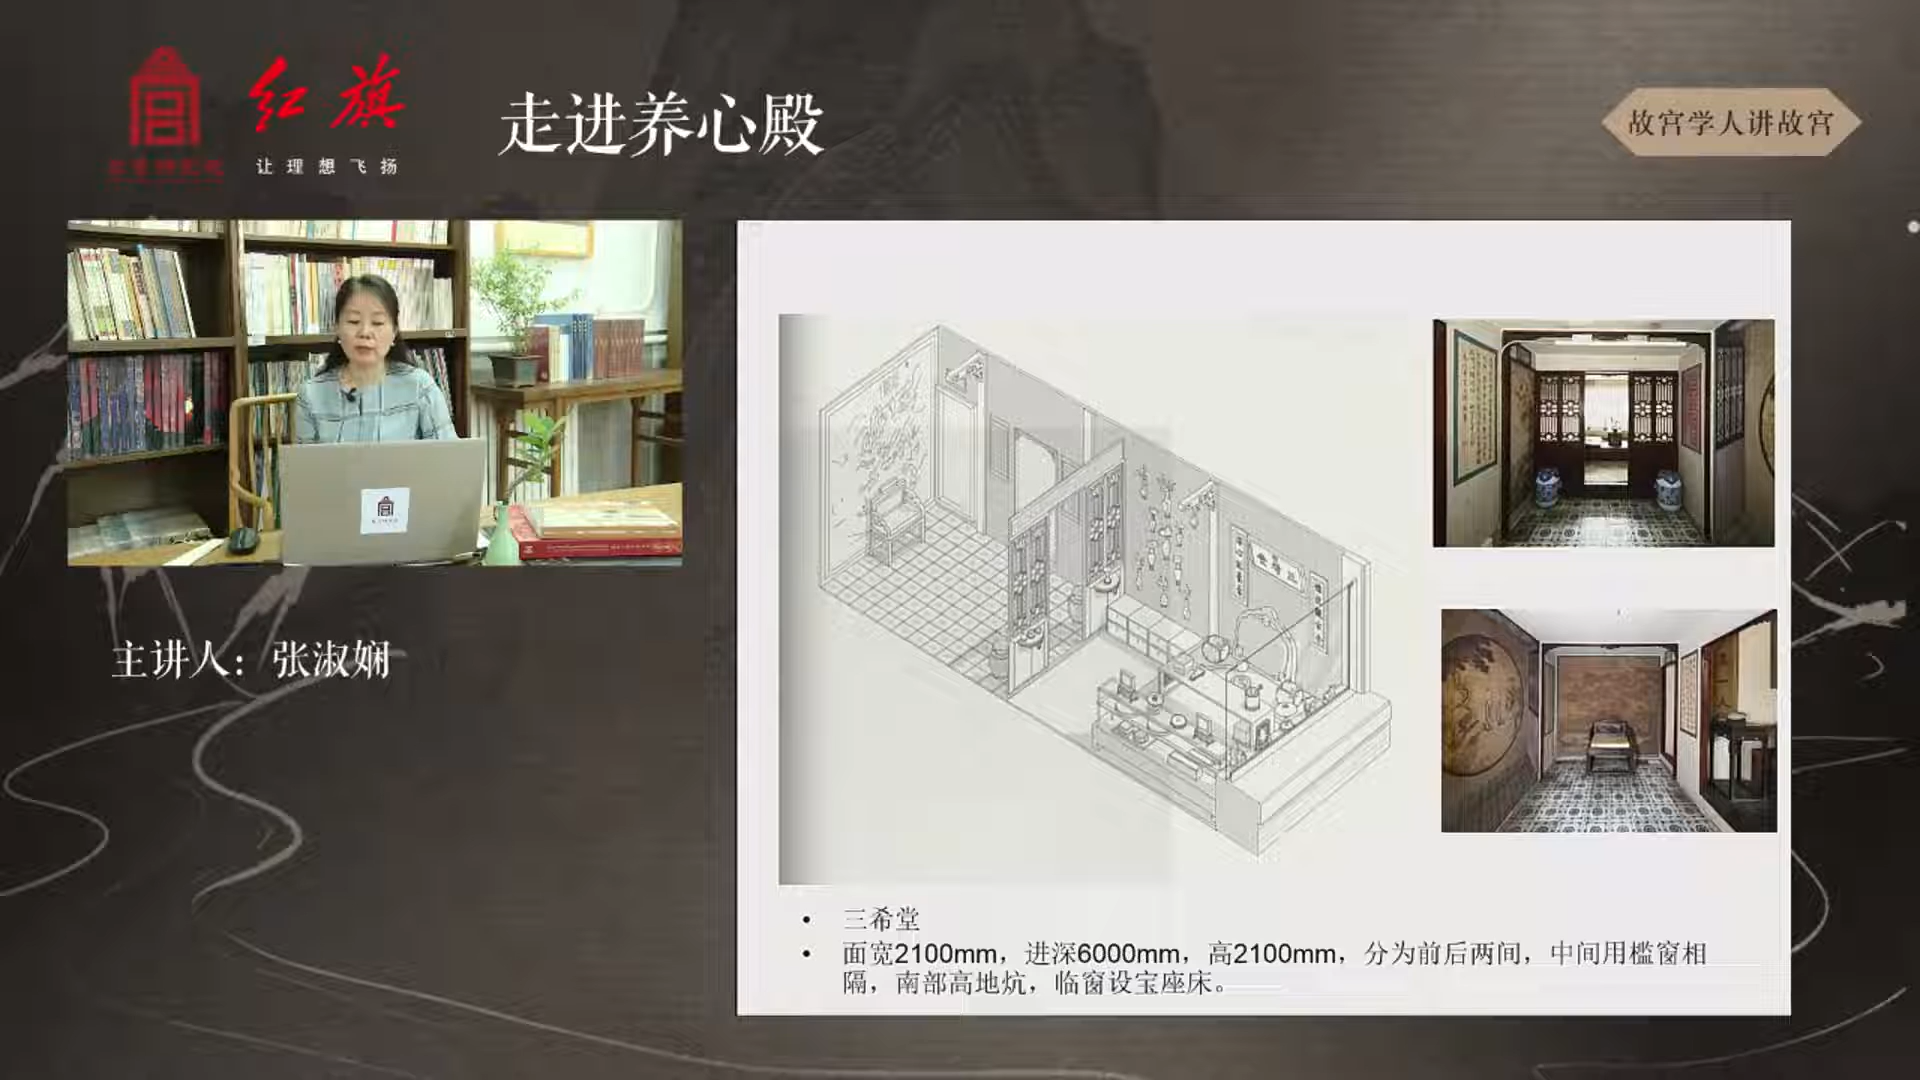 红旗
让理想飞扬
走进养心殿
故宫学人讲故宫
主讲人：张淑娴
• 三希堂
• 面宽2100mm，进深6000mm，高2100mm，分为前后两间，中间用槛窗相
隔，南部高地炕，临窗设宝座床。